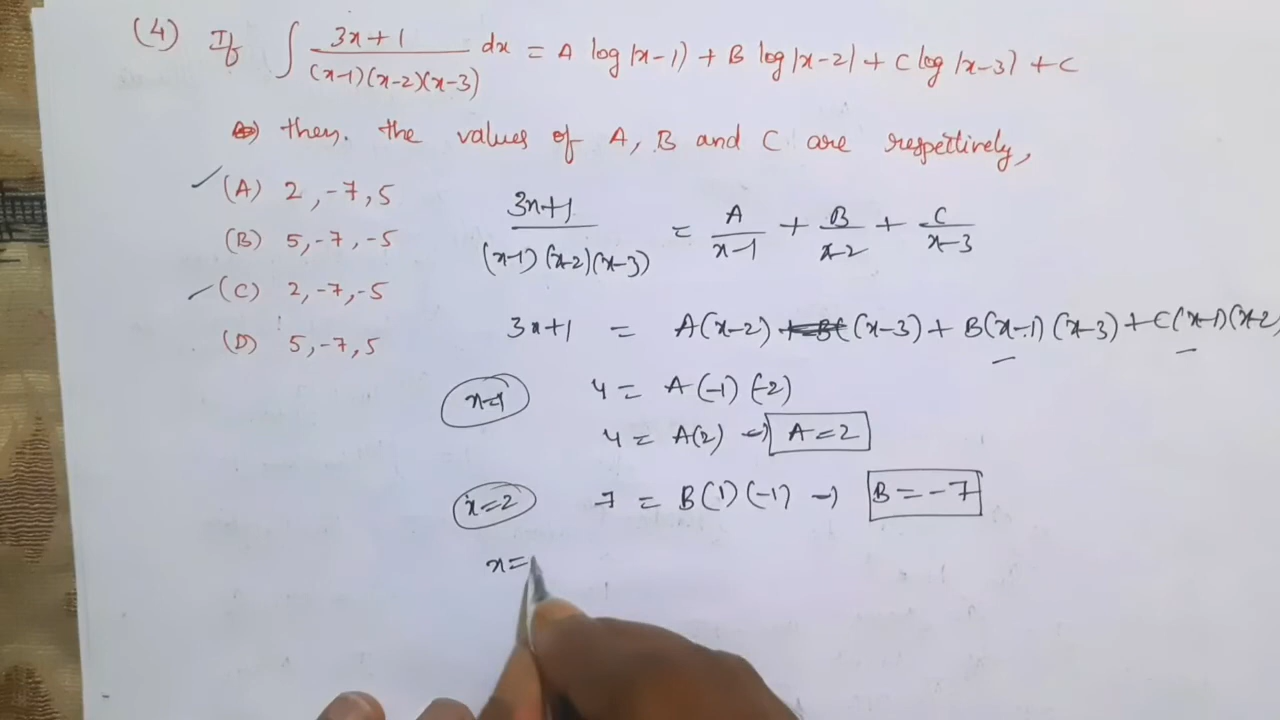 (4) If ∫ 3x+1 / (x-1)(x-2)(x-3) dx = A log|x-1| + B log|x-2| + C log|x-3| + C
then. the values of A, B and C are respectively,
(A) 2, -7, 5
(B) 5, -7, -5
(C) 2, -7, -5
(D) 5, -7, 5
3x+1 / (x-1)(x-2)(x-3) = A / x-1 + B / x-2 + C / x-3
3x+1 = A(x-2) (x-3) + B(x-1)(x-3) + C(x-1)(x-2
x=1 4 = A(-1)(-2)
4 = A(2) → A=2
x=2 7 = B(1)(-1) → B=-7
x=